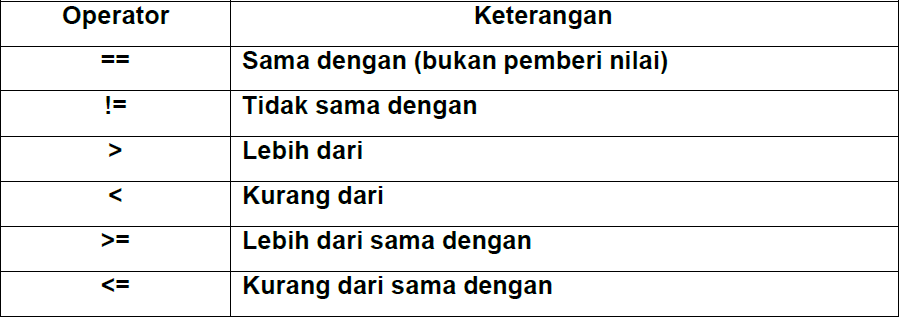 Operator Keterangan
== Sama dengan (bukan pemberi nilai)
!= Tidak sama dengan
> Lebih dari
< Kurang dari
>= Lebih dari sama dengan
<= Kurang dari sama dengan